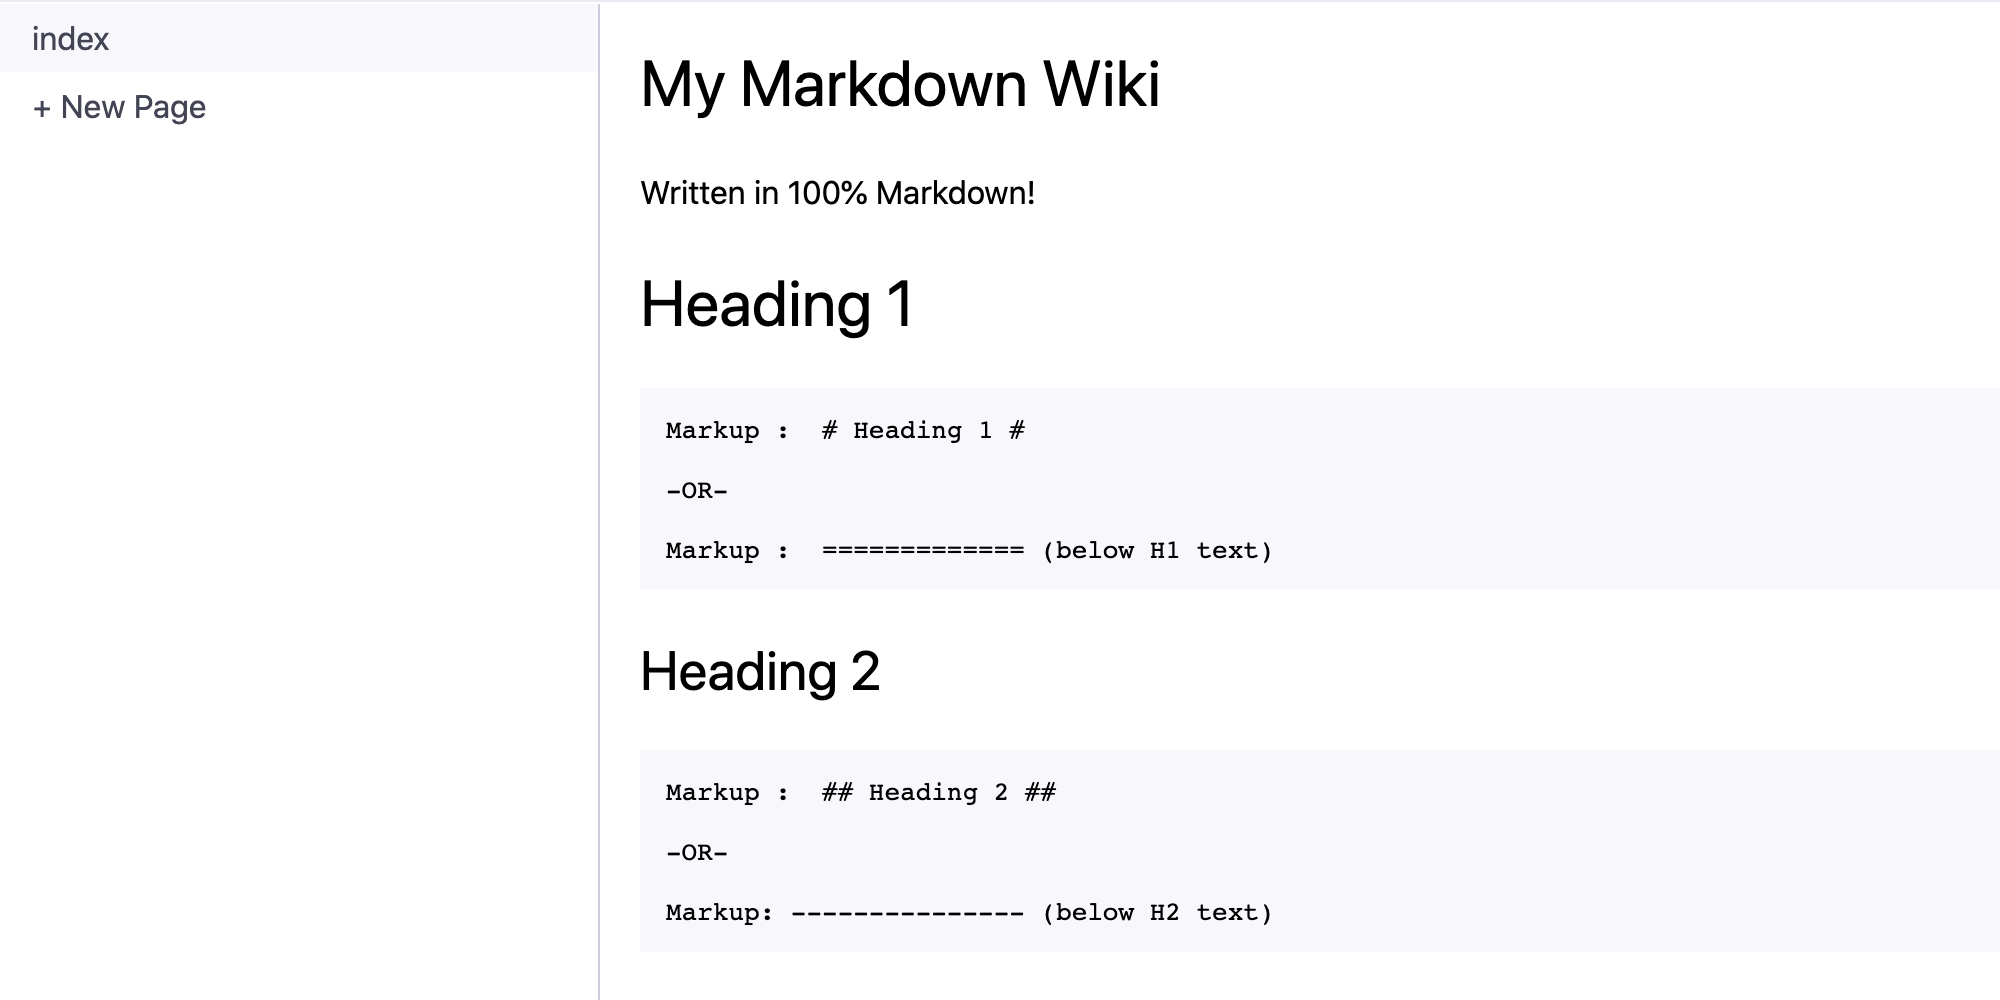 index
+ New Page
My Markdown Wiki
Written in 100% Markdown!
Heading 1
Markup :  # Heading 1 #
-OR-
Markup :  ============= (below H1 text)
Heading 2
Markup :  ## Heading 2 ##
-OR-
Markup: --------------- (below H2 text)